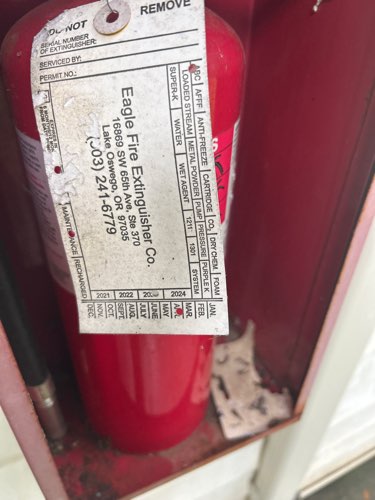 DO NOT REMOVE
SERIAL NUMBER
OF EXTINGUISHER:
SERVICED BY:
PERMIT NO.:
ABC AFFF ANTI-FREEZE CARTRIDGE CO2 DRY CHEM. FOAM
LOADED STREAM METAL POWDER PUMP PRESSURE PURPLE K
SUPER-K WATER WET AGENT 1211 1301 SYSTEM
Eagle Fire Extinguisher Co.
16869 SW 65th Ave, Ste 370
Lake Oswego, OR 97035
(503) 241-6779
MAINTENANCE RECHARGED
2021 2022 2023 2024
JAN. FEB. MAR. APR. MAY JUNE JULY AUG. SEPT. OCT. NOV. DEC.